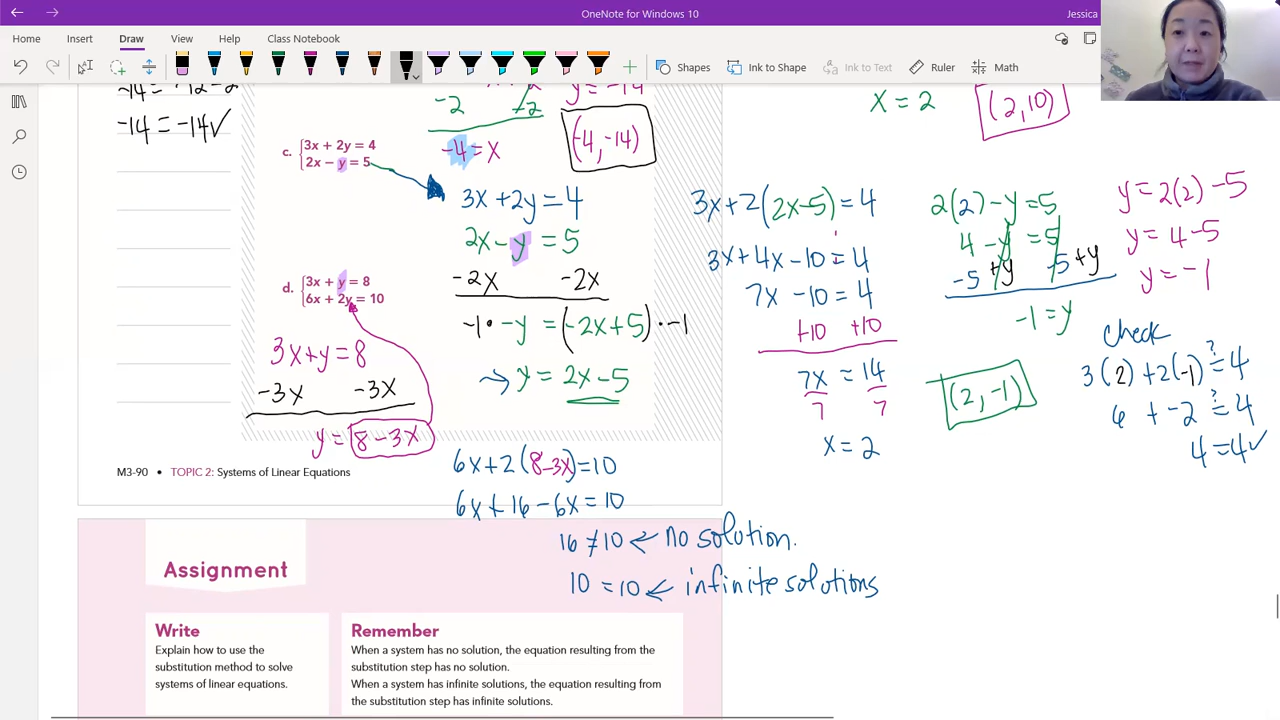 OneNote for Windows 10
Jessica
Home Insert Draw View Help Class Notebook
Shapes Ink to Shape Ink to Text Ruler Math
-14 = -14 ✓
-2 +2
-4 = x
y = -14
(-4, -14)
x = 2
(2, 10)
c. {3x + 2y = 4
2x − y = 5
3x + 2y = 4
2x - y = 5
-2x -2x
-1 · -y = (-2x + 5) · -1
→ y = 2x - 5
3x + 2(2x - 5) = 4
3x + 4x - 10 = 4
7x - 10 = 4
+10 +10
7x = 14
7 7
x = 2
2(2) - y = 5
4 - y = 5
-5 + y -5 + y
-1 = y
(2, -1)
y = 2(2) - 5
y = 4 - 5
y = -1
check
3(2) + 2(-1) ?= 4
6 + -2 ?= 4
4 = 4 ✓
d. {3x + y = 8
6x + 2y = 10
3x + y = 8
-3x -3x
y = 8 - 3x
6x + 2(8 - 3x) = 10
6x + 16 - 6x = 10
16 ≠ 10 ← no solution.
10 = 10 ← infinite solutions
M3-90 • TOPIC 2: Systems of Linear Equations
Assignment
Write
Explain how to use the
substitution method to solve
systems of linear equations.
Remember
When a system has no solution, the equation resulting from the
substitution step has no solution.
When a system has infinite solutions, the equation resulting from
the substitution step has infinite solutions.